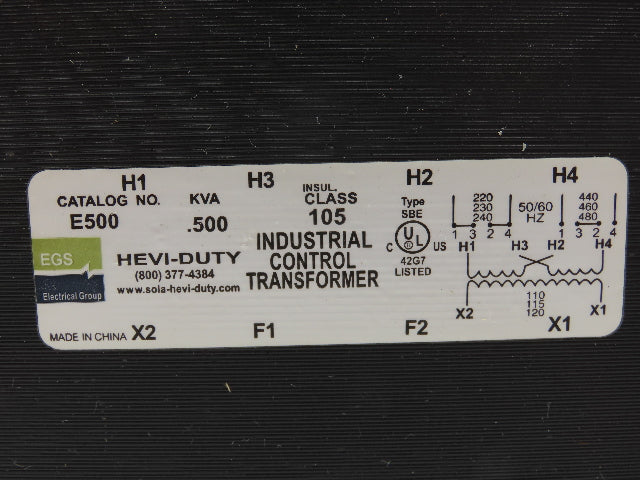 H1 H3 H2 H4
CATALOG NO. KVA INSUL. CLASS Type SBE
E500 .500 105
220 230 240 50/60 HZ 440 460 480
1 3 2 4 1 3 2 4
C UL US
H1 H3 H2 H4
EGS
Electrical Group
HEVI-DUTY
(800) 377-4384
www.sola-hevi-duty.com
INDUSTRIAL
CONTROL
TRANSFORMER
42G7
LISTED
X2 110 115 120 X1
MADE IN CHINA X2 F1 F2 X1